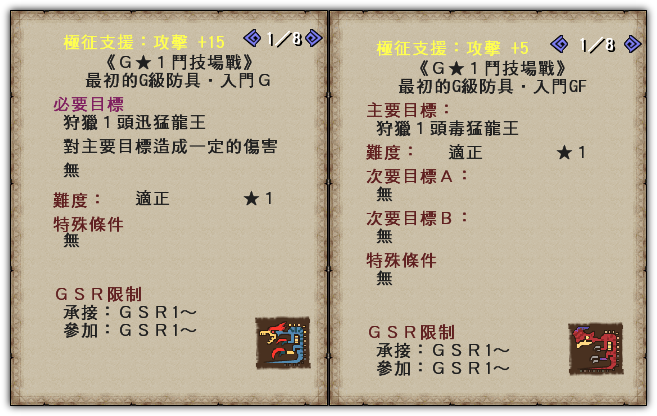 極征支援：攻擊 +15
1/8
《Ｇ★１鬥技場戰》
最初的G級防具・入門Ｇ
必要目標
狩獵１頭迅猛龍王
對主要目標造成一定的傷害
無
難度： 適正 ★１
特殊條件
無
ＧＳＲ限制
承接：ＧＳＲ1～
參加：ＧＳＲ1～
極征支援：攻擊 +5
1/8
《Ｇ★１鬥技場戰》
最初的G級防具・入門GF
主要目標：
狩獵１頭毒猛龍王
難度： 適正 ★１
次要目標Ａ：
無
次要目標Ｂ：
無
特殊條件
無
ＧＳＲ限制
承接：ＧＳＲ1～
參加：ＧＳＲ1～